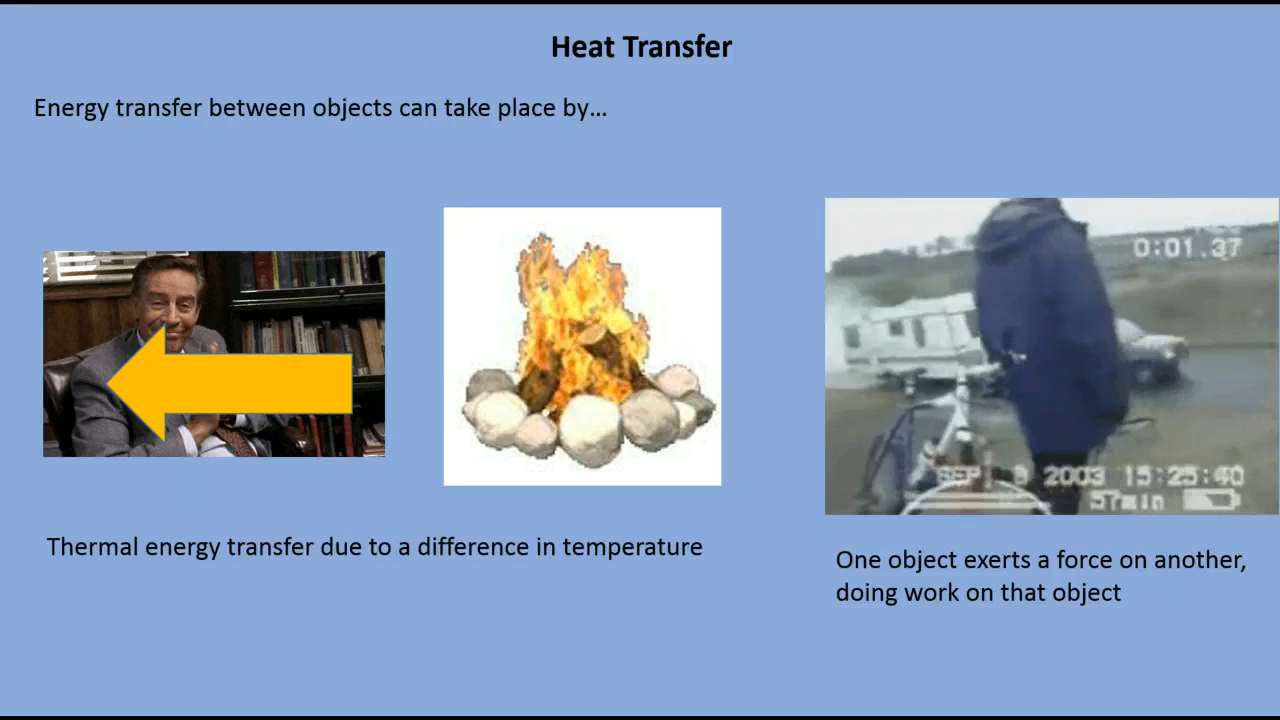 Heat Transfer
Energy transfer between objects can take place by…
0:01.37
SEP 2003 15:25:40
57min
Thermal energy transfer due to a difference in temperature
One object exerts a force on another,
doing work on that object